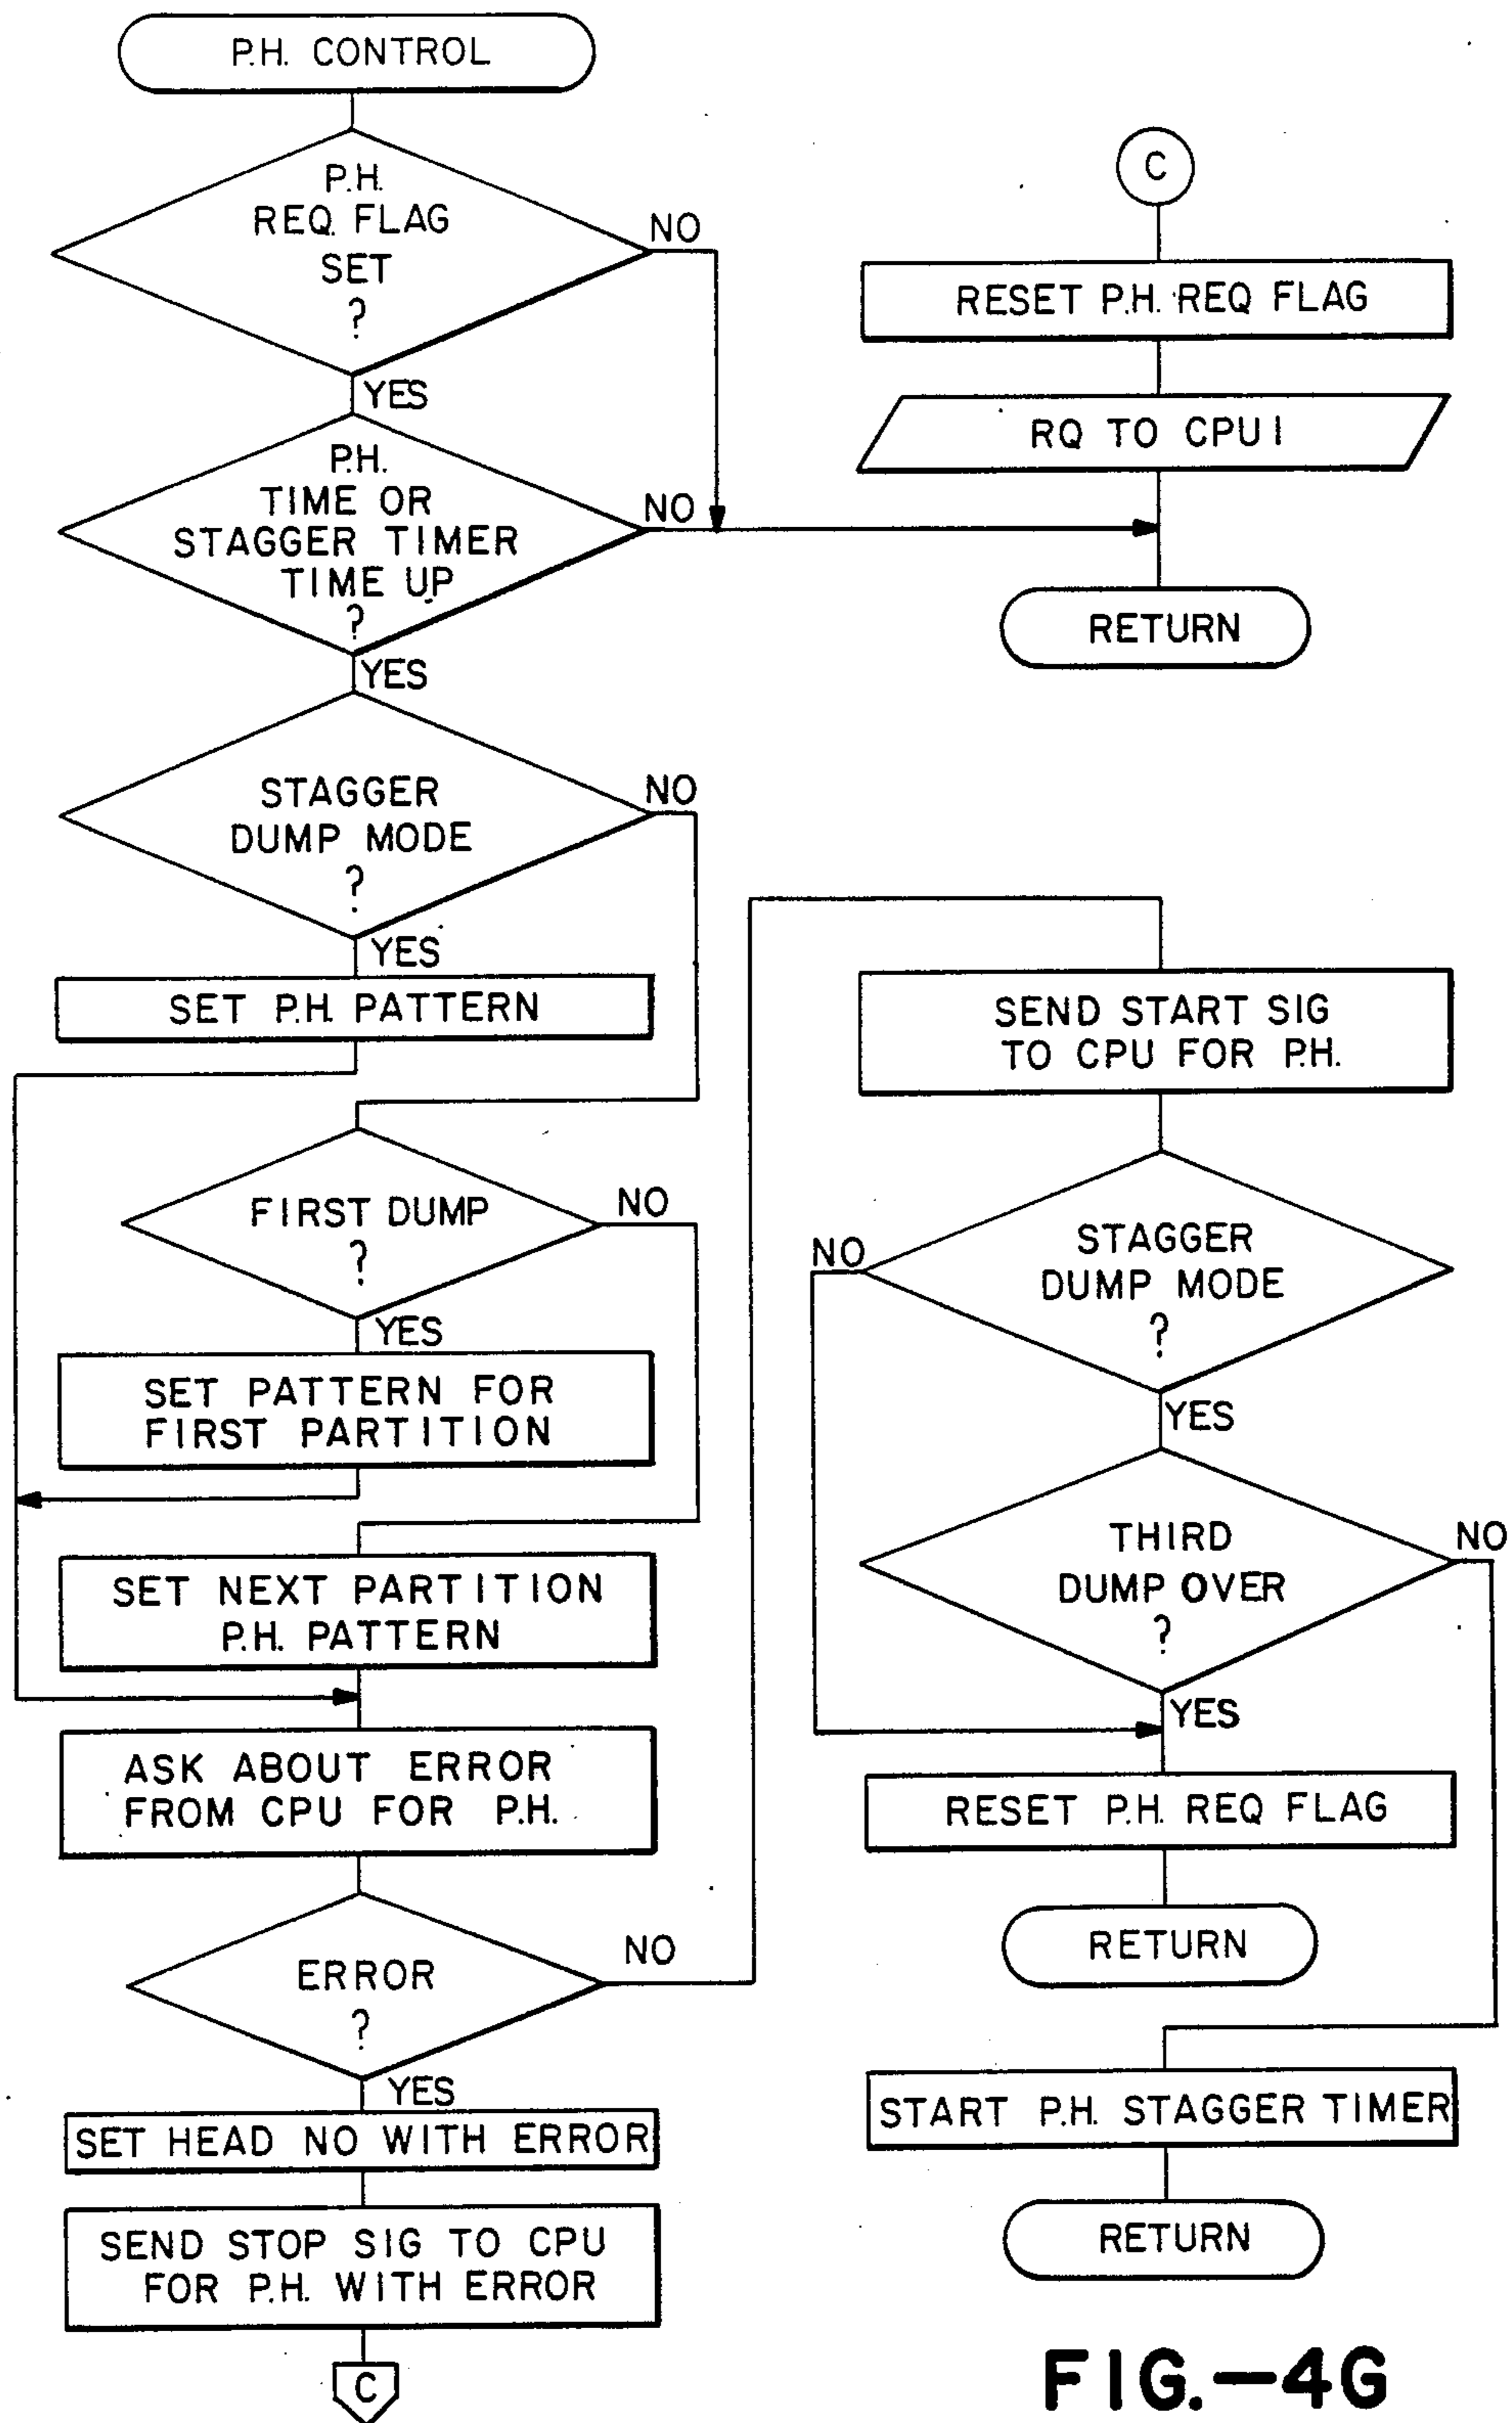 P.H. CONTROL
P.H.
REQ. FLAG
SET
?
NO
YES
P.H.
TIME OR
STAGGER TIMER
TIME UP
?
NO
YES
STAGGER
DUMP MODE
?
NO
YES
SET P.H. PATTERN
FIRST DUMP
?
NO
YES
SET PATTERN FOR
FIRST PARTITION
SET NEXT PARTITION
P.H. PATTERN
ASK ABOUT ERROR
FROM CPU FOR P.H.
ERROR
?
NO
YES
SET HEAD NO WITH ERROR
SEND STOP SIG TO CPU
FOR P.H. WITH ERROR
C
C
RESET P.H. REQ FLAG
RQ TO CPU I
RETURN
SEND START SIG
TO CPU FOR P.H.
STAGGER
DUMP MODE
?
NO
YES
THIRD
DUMP OVER
?
NO
YES
RESET P.H. REQ FLAG
RETURN
START P.H. STAGGER TIMER
RETURN
FIG.—4G